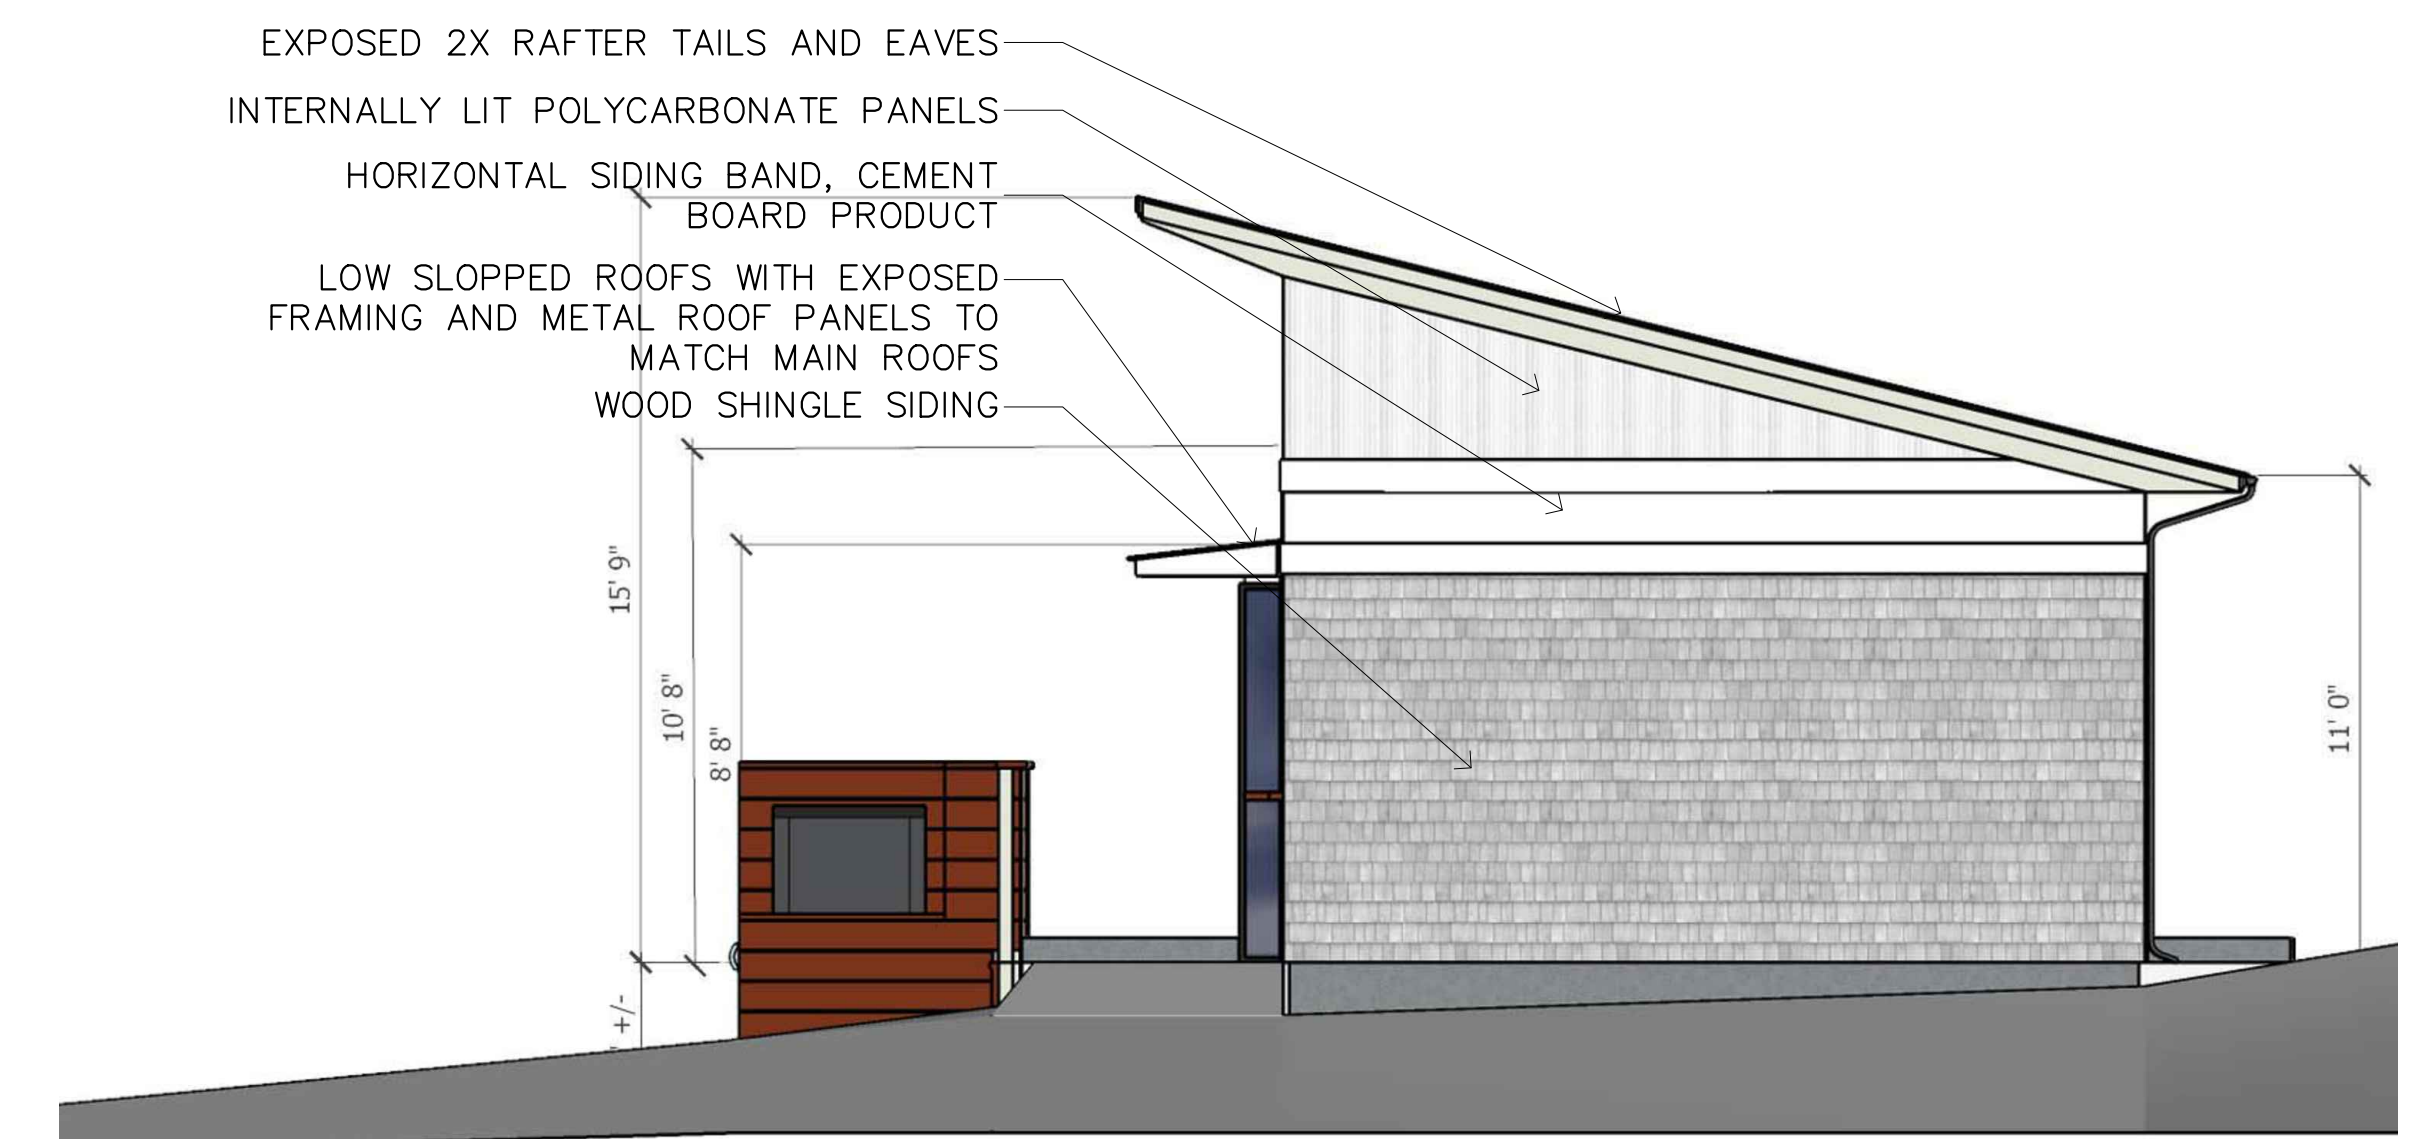 EXPOSED 2X RAFTER TAILS AND EAVES
INTERNALLY LIT POLYCARBONATE PANELS
HORIZONTAL SIDING BAND, CEMENT
BOARD PRODUCT
LOW SLOPPED ROOFS WITH EXPOSED
FRAMING AND METAL ROOF PANELS TO
MATCH MAIN ROOFS
WOOD SHINGLE SIDING
15' 9"
10' 8"
8' 8"
11' 0"
' +/-